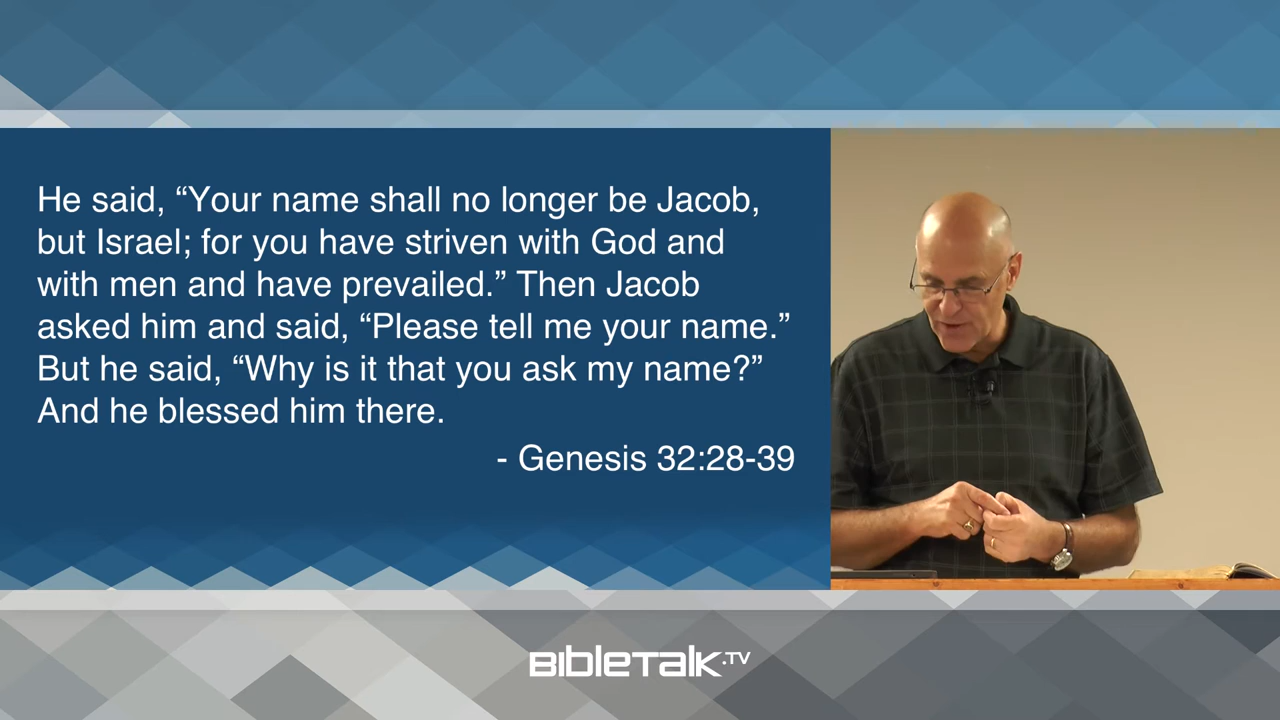 He said, “Your name shall no longer be Jacob,
but Israel; for you have striven with God and
with men and have prevailed.” Then Jacob
asked him and said, “Please tell me your name.”
But he said, “Why is it that you ask my name?”
And he blessed him there.
- Genesis 32:28-39
BIBLETALK.TV